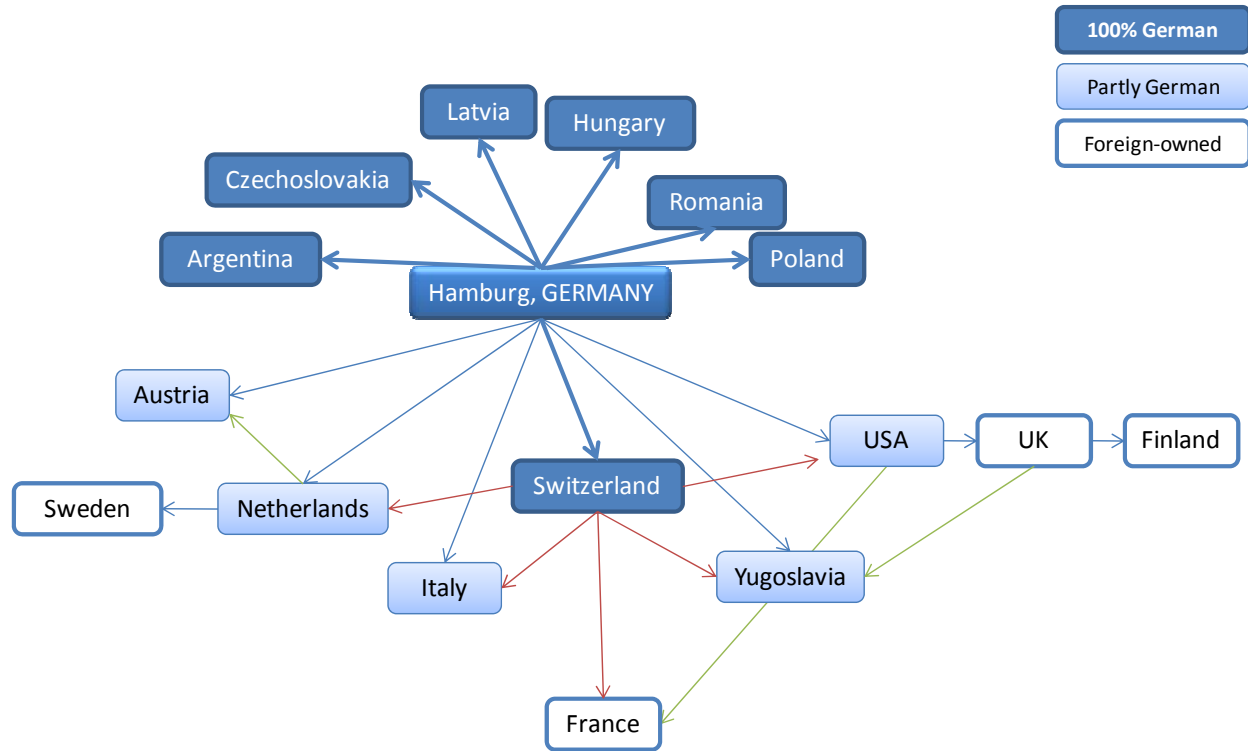 100% German
Partly German
Foreign-owned
Latvia
Hungary
Czechoslovakia
Romania
Argentina
Poland
Hamburg, GERMANY
Austria
USA
UK
Finland
Switzerland
Sweden
Netherlands
Italy
Yugoslavia
France